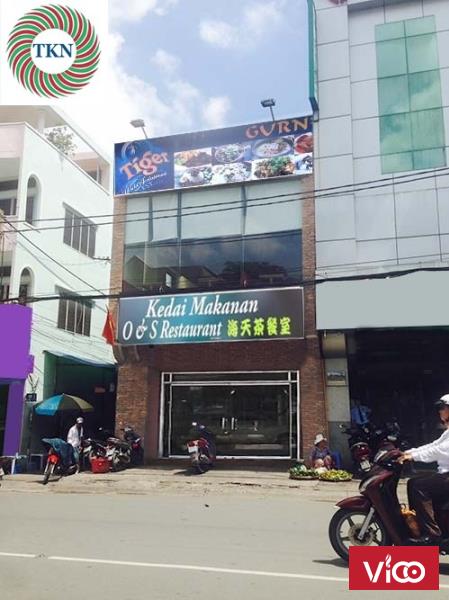 TKN
GURN
Tiger
Kedai Makanan
O & S Restaurant 海天茶餐室
ViCO